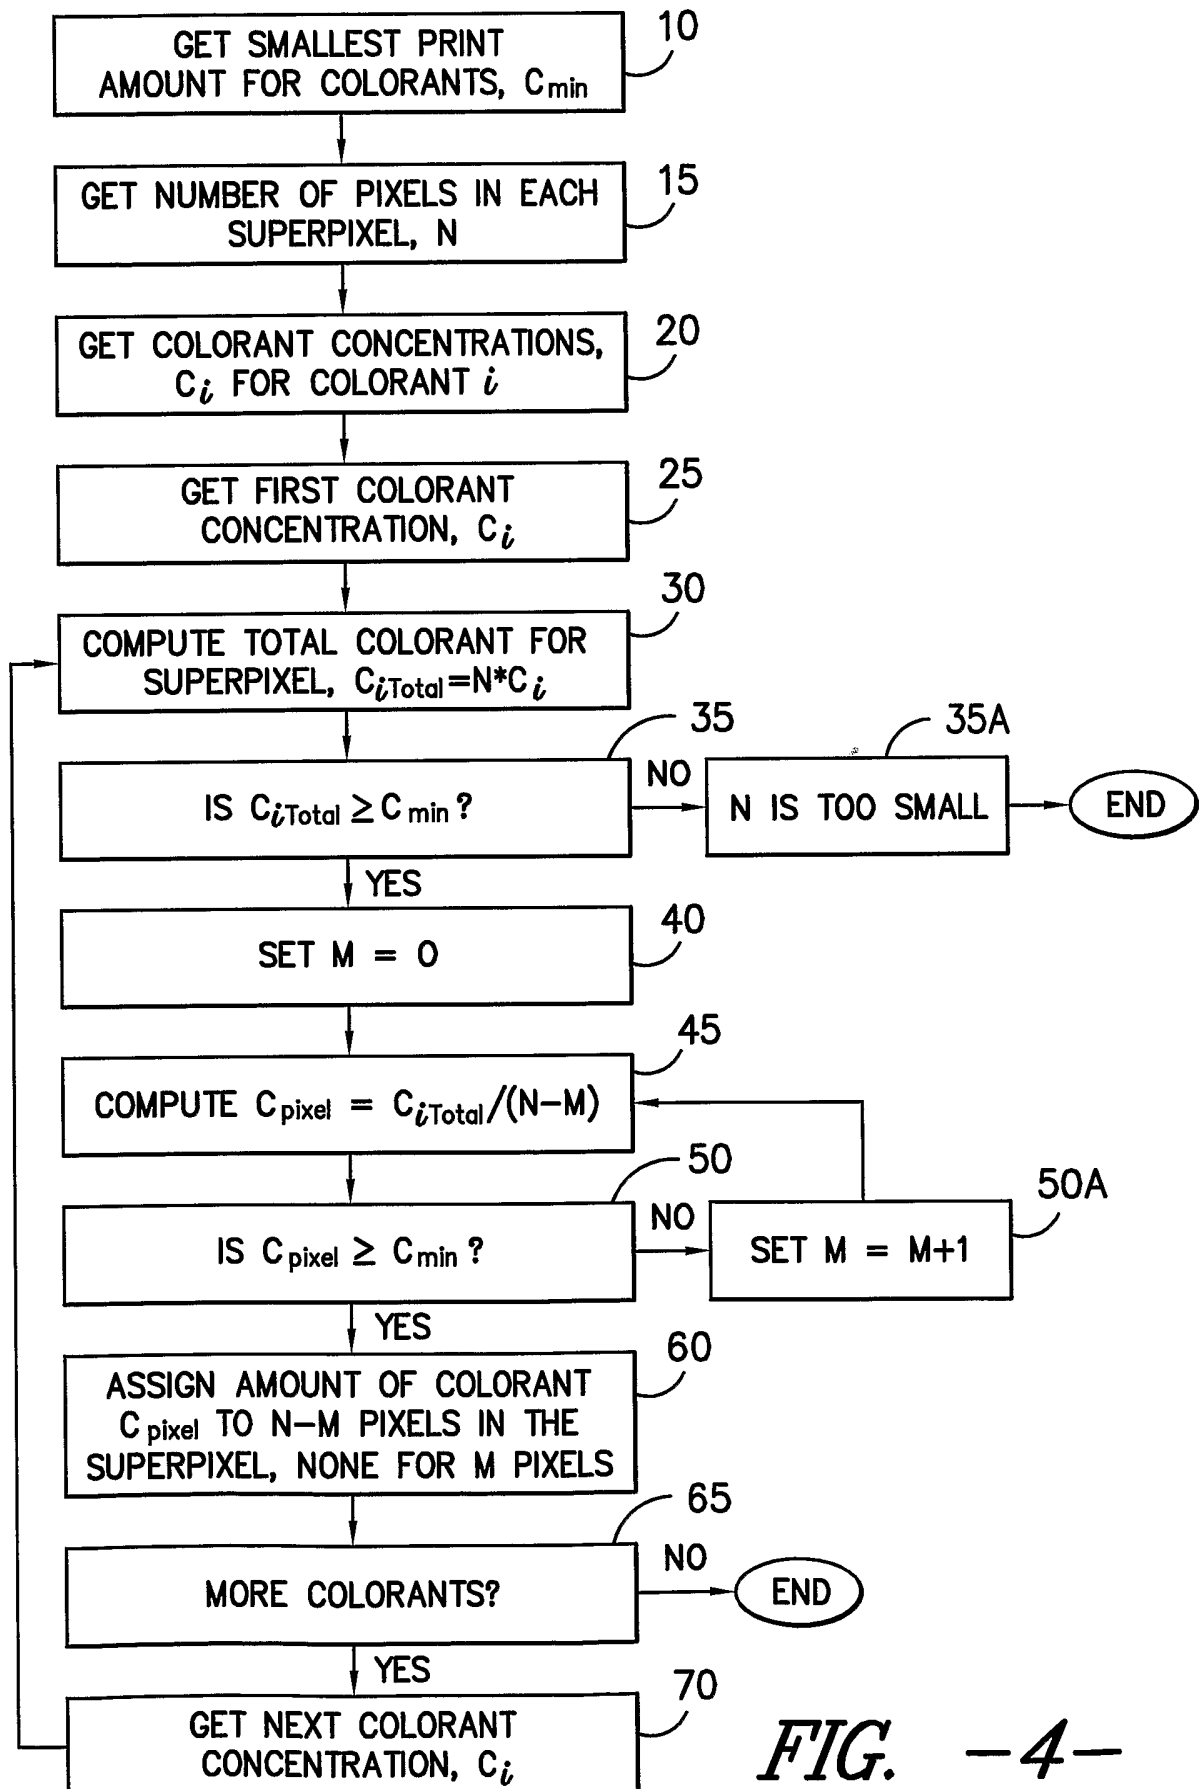 10
GET SMALLEST PRINT
AMOUNT FOR COLORANTS, Cmin
15
GET NUMBER OF PIXELS IN EACH
SUPERPIXEL, N
20
GET COLORANT CONCENTRATIONS,
Ci FOR COLORANT i
25
GET FIRST COLORANT
CONCENTRATION, Ci
30
COMPUTE TOTAL COLORANT FOR
SUPERPIXEL, CiTotal=N*Ci
35
IS CiTotal ≥ Cmin?
NO
35A
N IS TOO SMALL
END
YES
40
SET M = 0
45
COMPUTE Cpixel = CiTotal/(N-M)
50
IS Cpixel ≥ Cmin?
NO
50A
SET M = M+1
YES
60
ASSIGN AMOUNT OF COLORANT
Cpixel TO N-M PIXELS IN THE
SUPERPIXEL, NONE FOR M PIXELS
65
MORE COLORANTS?
NO
END
YES
70
GET NEXT COLORANT
CONCENTRATION, Ci
FIG. -4-